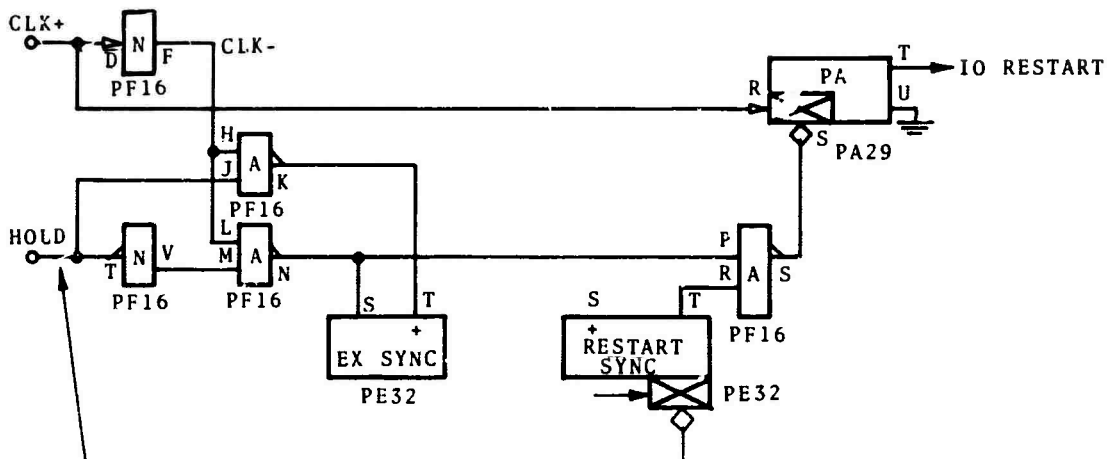 CLK+
N
D
F
CLK-
PF16
PA
T
IO RESTART
R
U
S
PA29
H
J
A
K
PF16
HOLD
T
N
V
PF16
L
M
A
N
PF16
P
R
A
S
PF16
S
T
+
EX SYNC
PE32
S
T
+
RESTART
SYNC
PE32